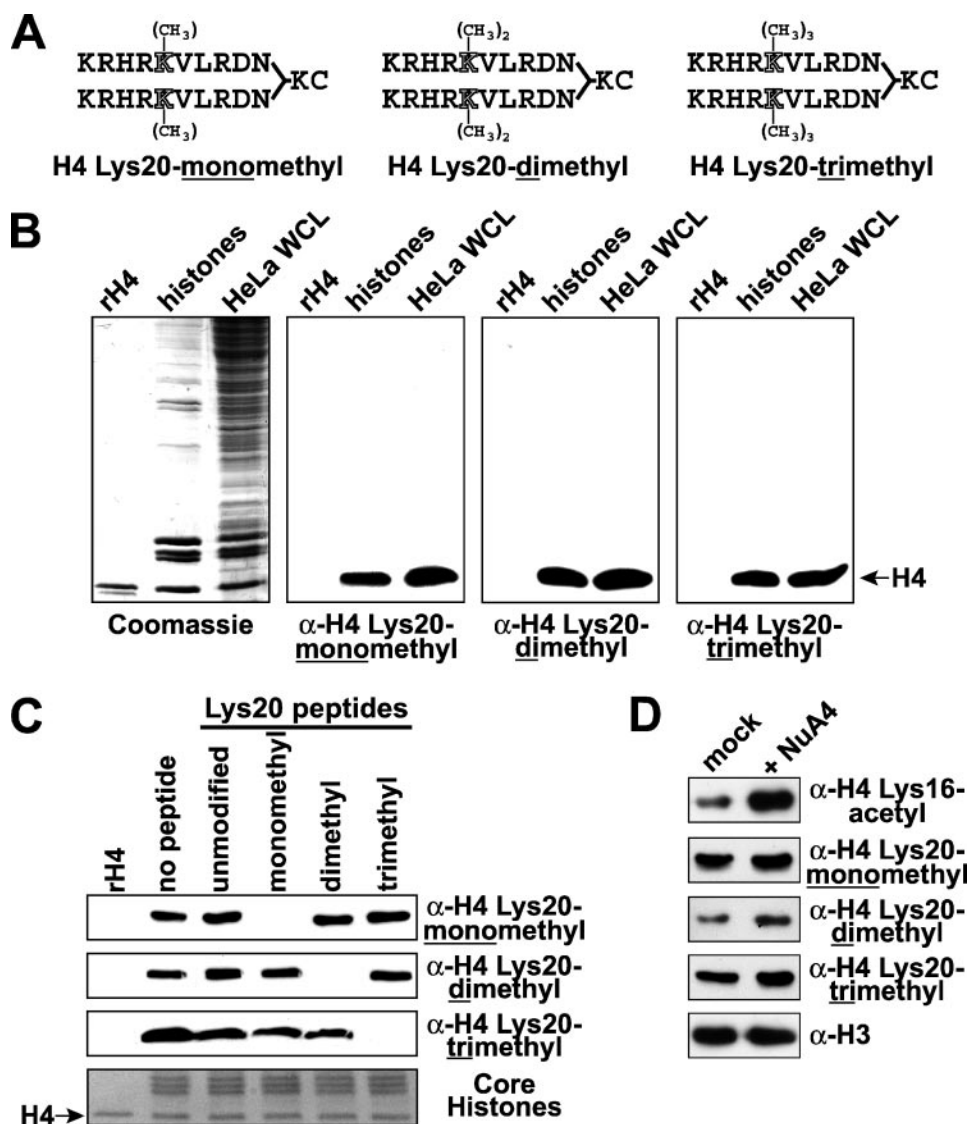 A
(CH3) (CH3)2 (CH3)3
KRHRKVLRDN KRHRKVLRDN KRHRKVLRDN
KC KC KC
KRHRKVLRDN KRHRKVLRDN KRHRKVLRDN
(CH3) (CH3)2 (CH3)3
H4 Lys20-monomethyl H4 Lys20-dimethyl H4 Lys20-trimethyl
B
rH4 histones HeLa WCL rH4 histones HeLa WCL rH4 histones HeLa WCL rH4 histones HeLa WCL
←H4
Coomassie
α-H4 Lys20-
monomethyl
α-H4 Lys20-
dimethyl
α-H4 Lys20-
trimethyl
C
Lys20 peptides
rH4 no peptide unmodified monomethyl dimethyl trimethyl
α-H4 Lys20-
monomethyl
α-H4 Lys20-
dimethyl
α-H4 Lys20-
trimethyl
H4→
Core
Histones
D
mock + NuA4
α-H4 Lys16-
acetyl
α-H4 Lys20-
monomethyl
α-H4 Lys20-
dimethyl
α-H4 Lys20-
trimethyl
α-H3